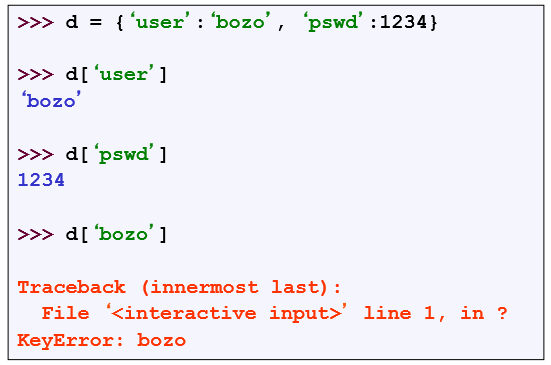 >>> d = {‘user’:‘bozo’, ‘pswd’:1234}
>>> d[‘user’]
‘bozo’
>>> d[‘pswd’]
1234
>>> d[‘bozo’]
Traceback (innermost last):
File ‘<interactive input>’ line 1, in ?
KeyError: bozo